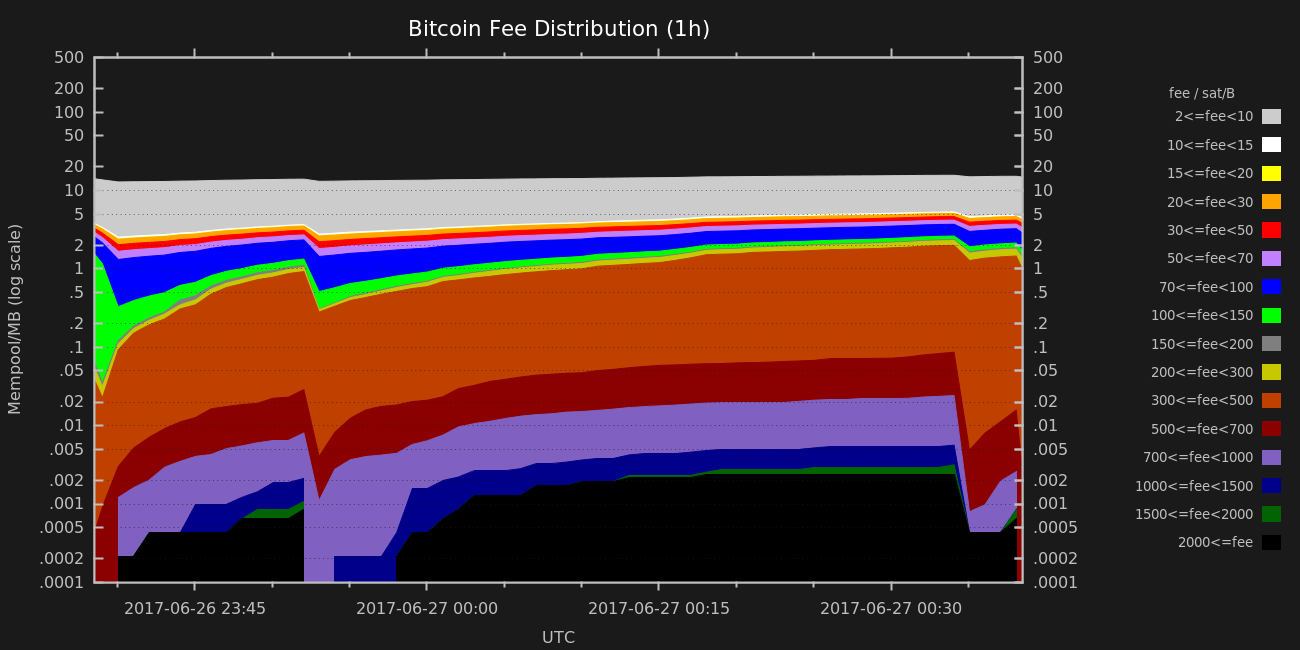 Bitcoin Fee Distribution (1h)
500
200
100
50
20
10
5
2
1
.5
.2
.1
.05
.02
.01
.005
.002
.001
.0005
.0002
.0001
Mempool/MB (log scale)
500
200
100
50
20
10
5
2
1
.5
.2
.1
.05
.02
.01
.005
.002
.001
.0005
.0002
.0001
2017-06-26 23:45
2017-06-27 00:00
2017-06-27 00:15
2017-06-27 00:30
UTC
fee / sat/B
2<=fee<10
10<=fee<15
15<=fee<20
20<=fee<30
30<=fee<50
50<=fee<70
70<=fee<100
100<=fee<150
150<=fee<200
200<=fee<300
300<=fee<500
500<=fee<700
700<=fee<1000
1000<=fee<1500
1500<=fee<2000
2000<=fee